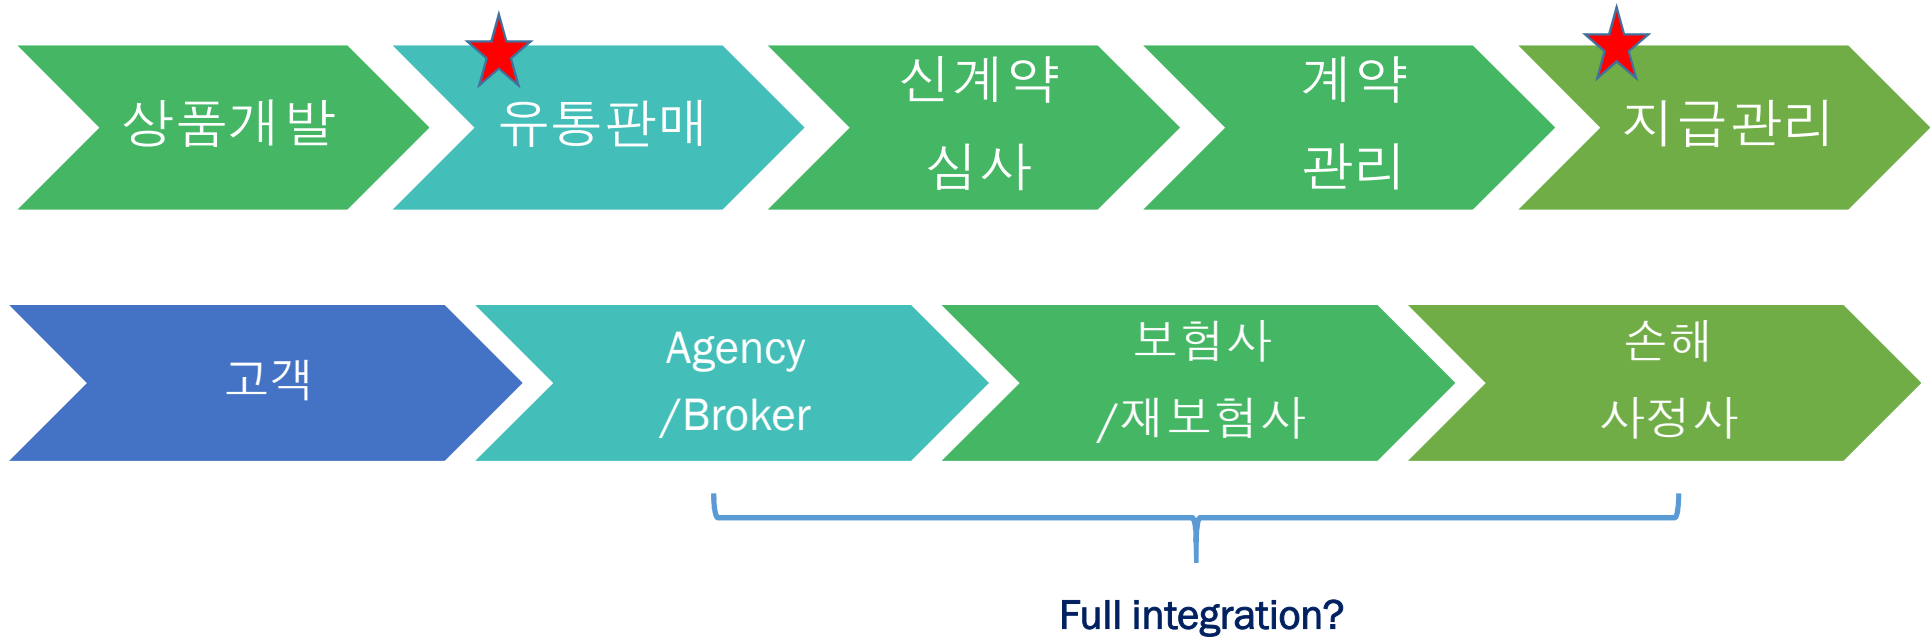 상품개발
유통판매
신계약
심사
계약
관리
지급관리
고객
Agency
/Broker
보험사
/재보험사
손해
사정사
Full integration?